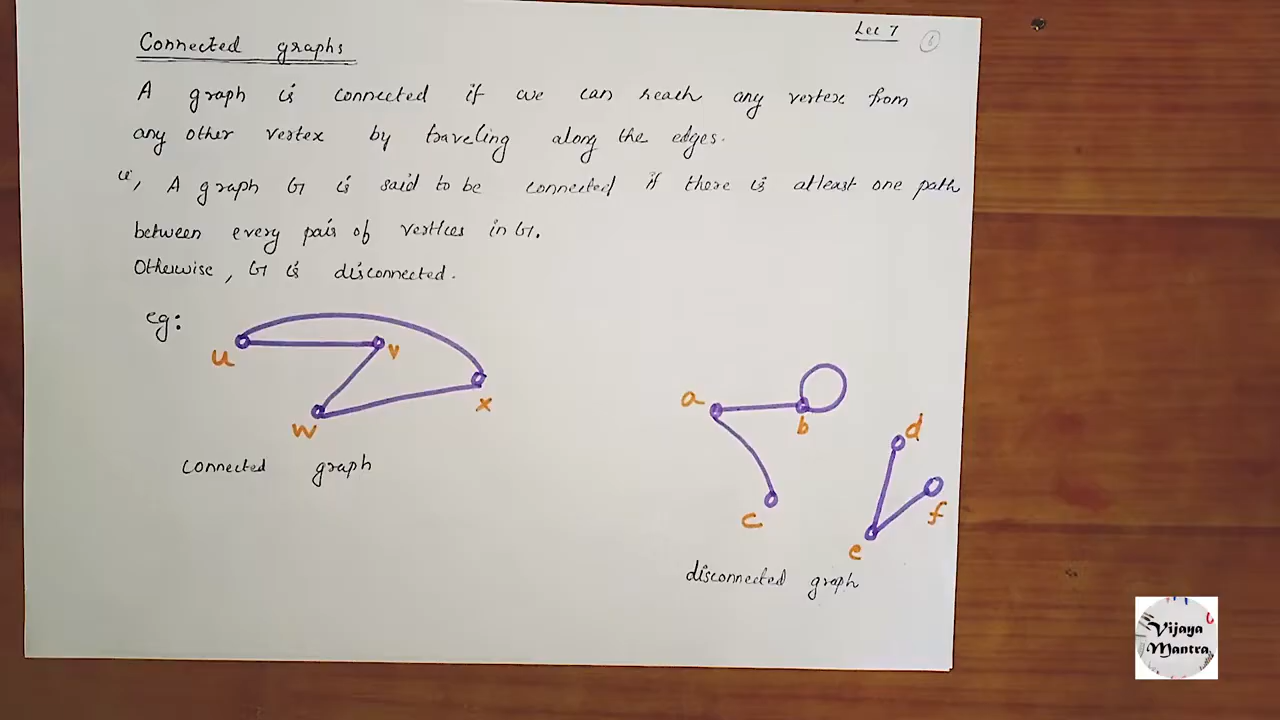 Lec 7
6
Connected graphs
A graph is connected if we can reach any vertex from
any other vertex by traveling along the edges.
ie, A graph G is said to be connected if there is atleast one path
between every pair of vertices in G.
Otherwise, G is disconnected.
eg:
u
v
w
x
connected graph
a
b
c
d
e
f
disconnected graph
Vijaya
Mantra